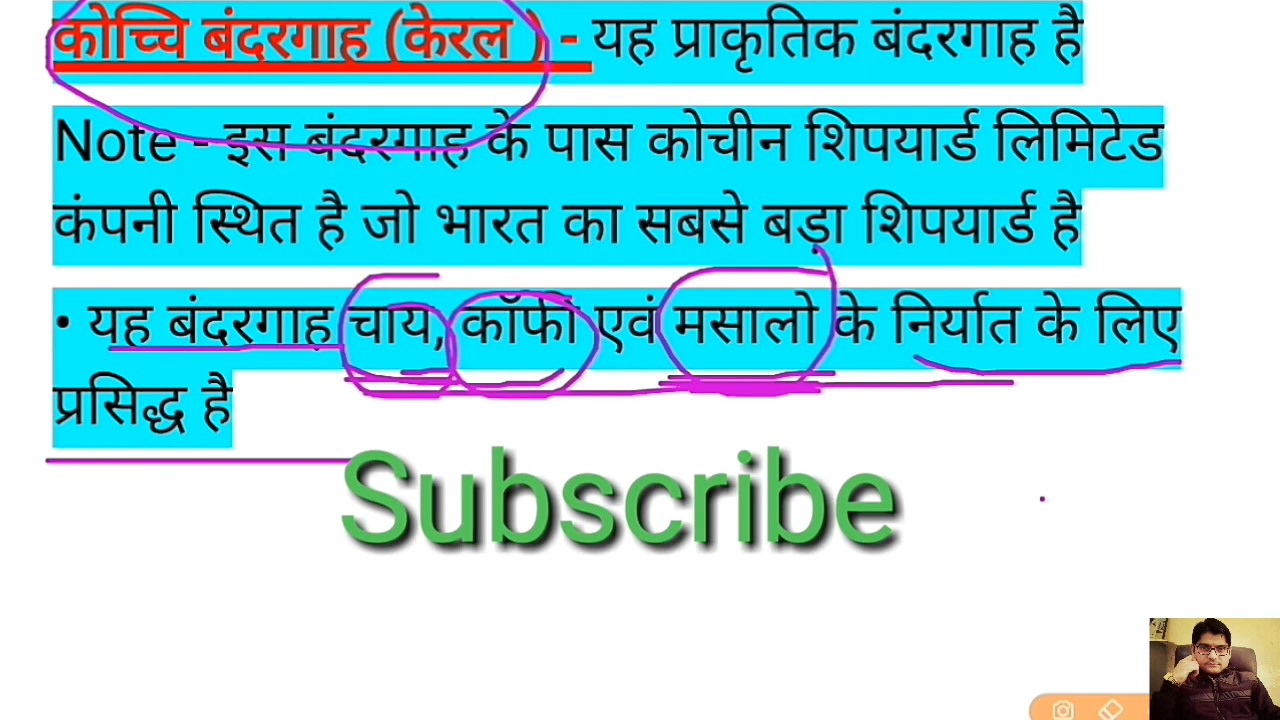 कोच्चि बंदरगाह (केरल ) - यह प्राकृतिक बंदरगाह है
Note - इस बंदरगाह के पास कोचीन शिपयार्ड लिमिटेड
कंपनी स्थित है जो भारत का सबसे बड़ा शिपयार्ड है
• यह बंदरगाह चाय, कॉफी एवं मसालो के निर्यात के लिए
प्रसिद्ध है
Subscribe